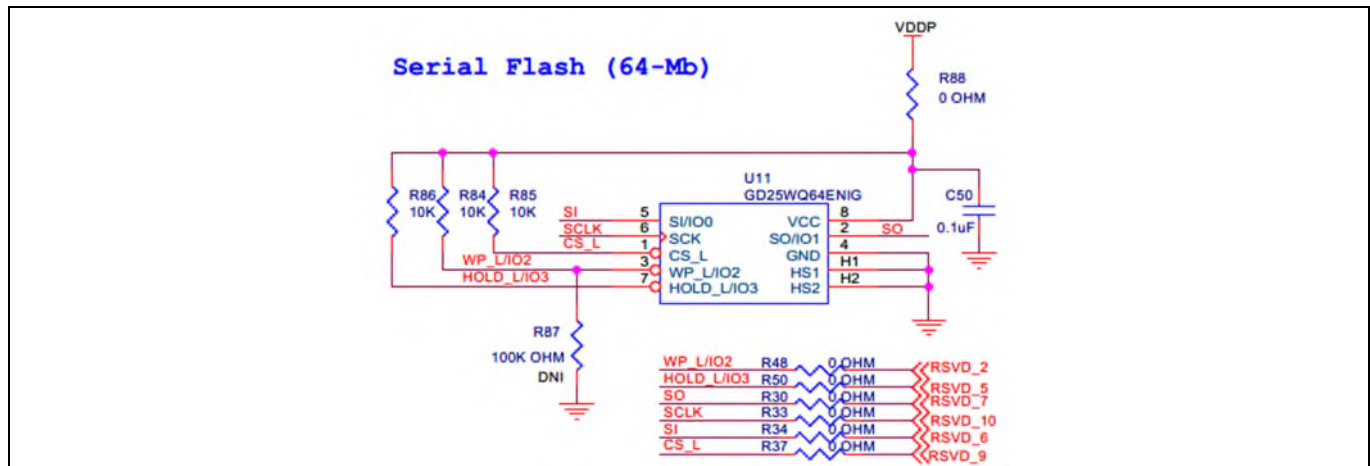 VDDP
Serial Flash (64-Mb)
R88
0 OHM
U11
GD25WQ64ENIG
R86
10K
R84
10K
R85
10K
C50
0.1uF
SI 5 SI/IO0 VCC 8
SCLK 6 SCK SO/IO1 2 SO
CS_L 1 CS_L GND 4
WP_L/IO2 3 WP_L/IO2 HS1 H1
HOLD_L/IO3 7 HOLD_L/IO3 HS2 H2
R87
100K OHM
DNI
WP_L/IO2 R48 0 OHM RSVD_2
HOLD_L/IO3 R50 0 OHM RSVD_5
SO R30 0 OHM RSVD_7
SCLK R33 0 OHM RSVD_10
SI R34 0 OHM RSVD_6
CS_L R37 0 OHM RSVD_9